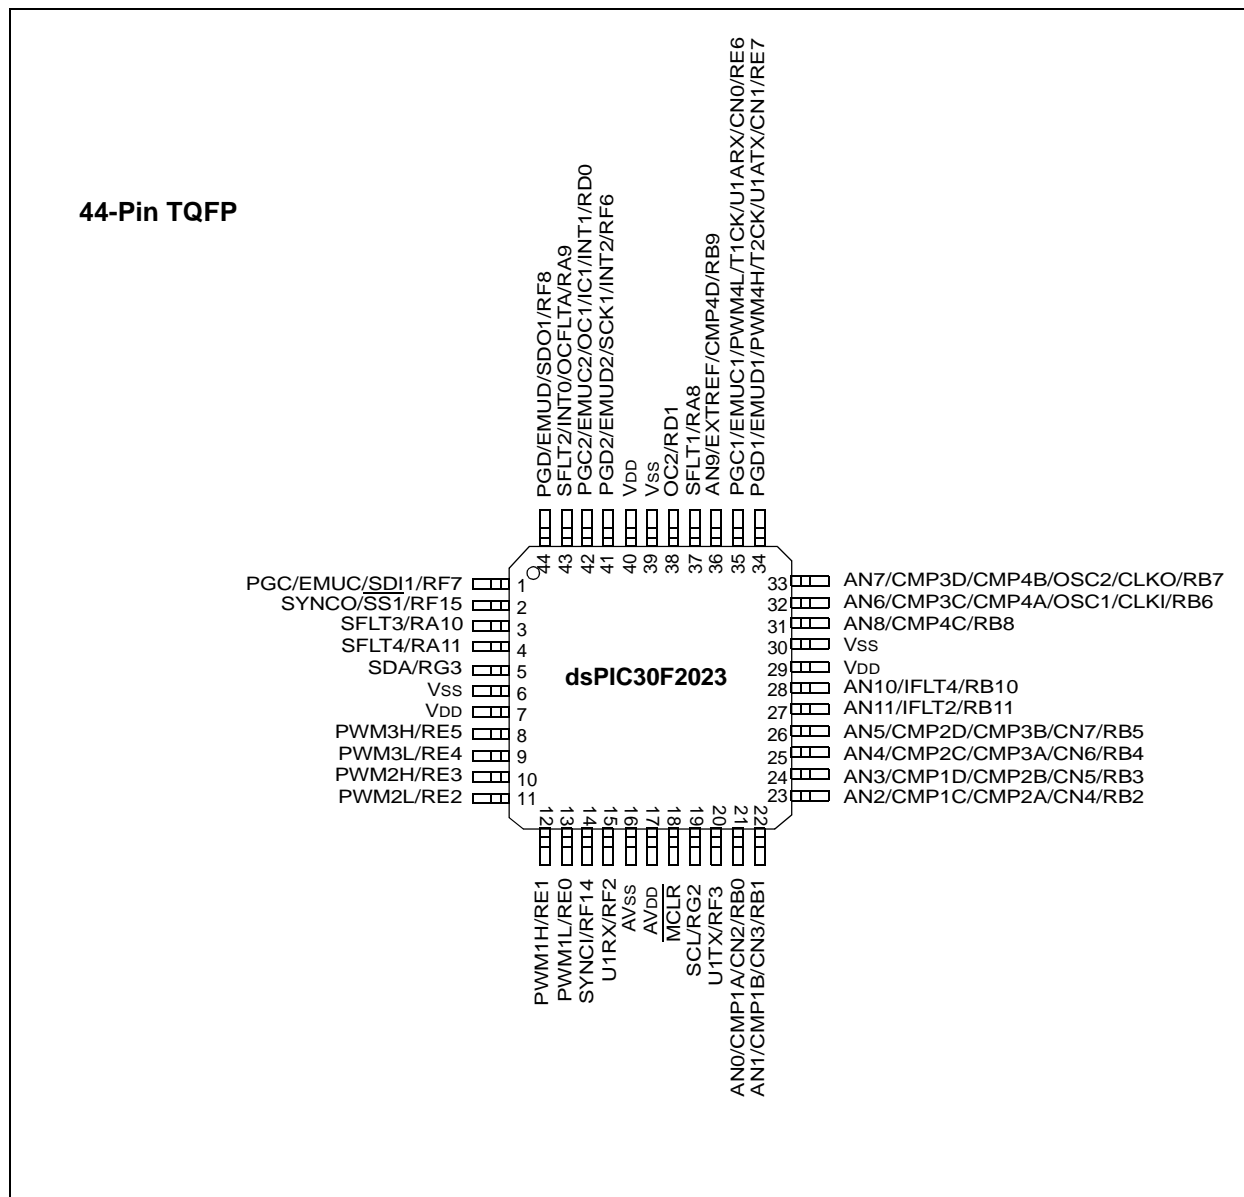 44-Pin TQFP
PGD/EMUD/SDO1/RF8
SFLT2/INT0/OCFLTA/RA9
PGC2/EMUC2/OC1/IC1/INT1/RD0
PGD2/EMUD2/SCK1/INT2/RF6
VDD
VSS
OC2/RD1
SFLT1/RA8
AN9/EXTREF/CMP4D/RB9
PGC1/EMUC1/PWM4L/T1CK/U1ARX/CN0/RE6
PGD1/EMUD1/PWM4H/T2CK/U1ATX/CN1/RE7
44
43
42
41
40
39
38
37
36
35
34
PGC/EMUC/SDI1/RF7 1
SYNCO/SS1/RF15 2
SFLT3/RA10 3
SFLT4/RA11 4
SDA/RG3 5
VSS 6
VDD 7
PWM3H/RE5 8
PWM3L/RE4 9
PWM2H/RE3 10
PWM2L/RE2 11
dsPIC30F2023
33 AN7/CMP3D/CMP4B/OSC2/CLKO/RB7
32 AN6/CMP3C/CMP4A/OSC1/CLKI/RB6
31 AN8/CMP4C/RB8
30 VSS
29 VDD
28 AN10/IFLT4/RB10
27 AN11/IFLT2/RB11
26 AN5/CMP2D/CMP3B/CN7/RB5
25 AN4/CMP2C/CMP3A/CN6/RB4
24 AN3/CMP1D/CMP2B/CN5/RB3
23 AN2/CMP1C/CMP2A/CN4/RB2
12
13
14
15
16
17
18
19
20
21
22
PWM1H/RE1
PWM1L/RE0
SYNCI/RF14
U1RX/RF2
AVSS
AVDD
MCLR
SCL/RG2
U1TX/RF3
AN0/CMP1A/CN2/RB0
AN1/CMP1B/CN3/RB1